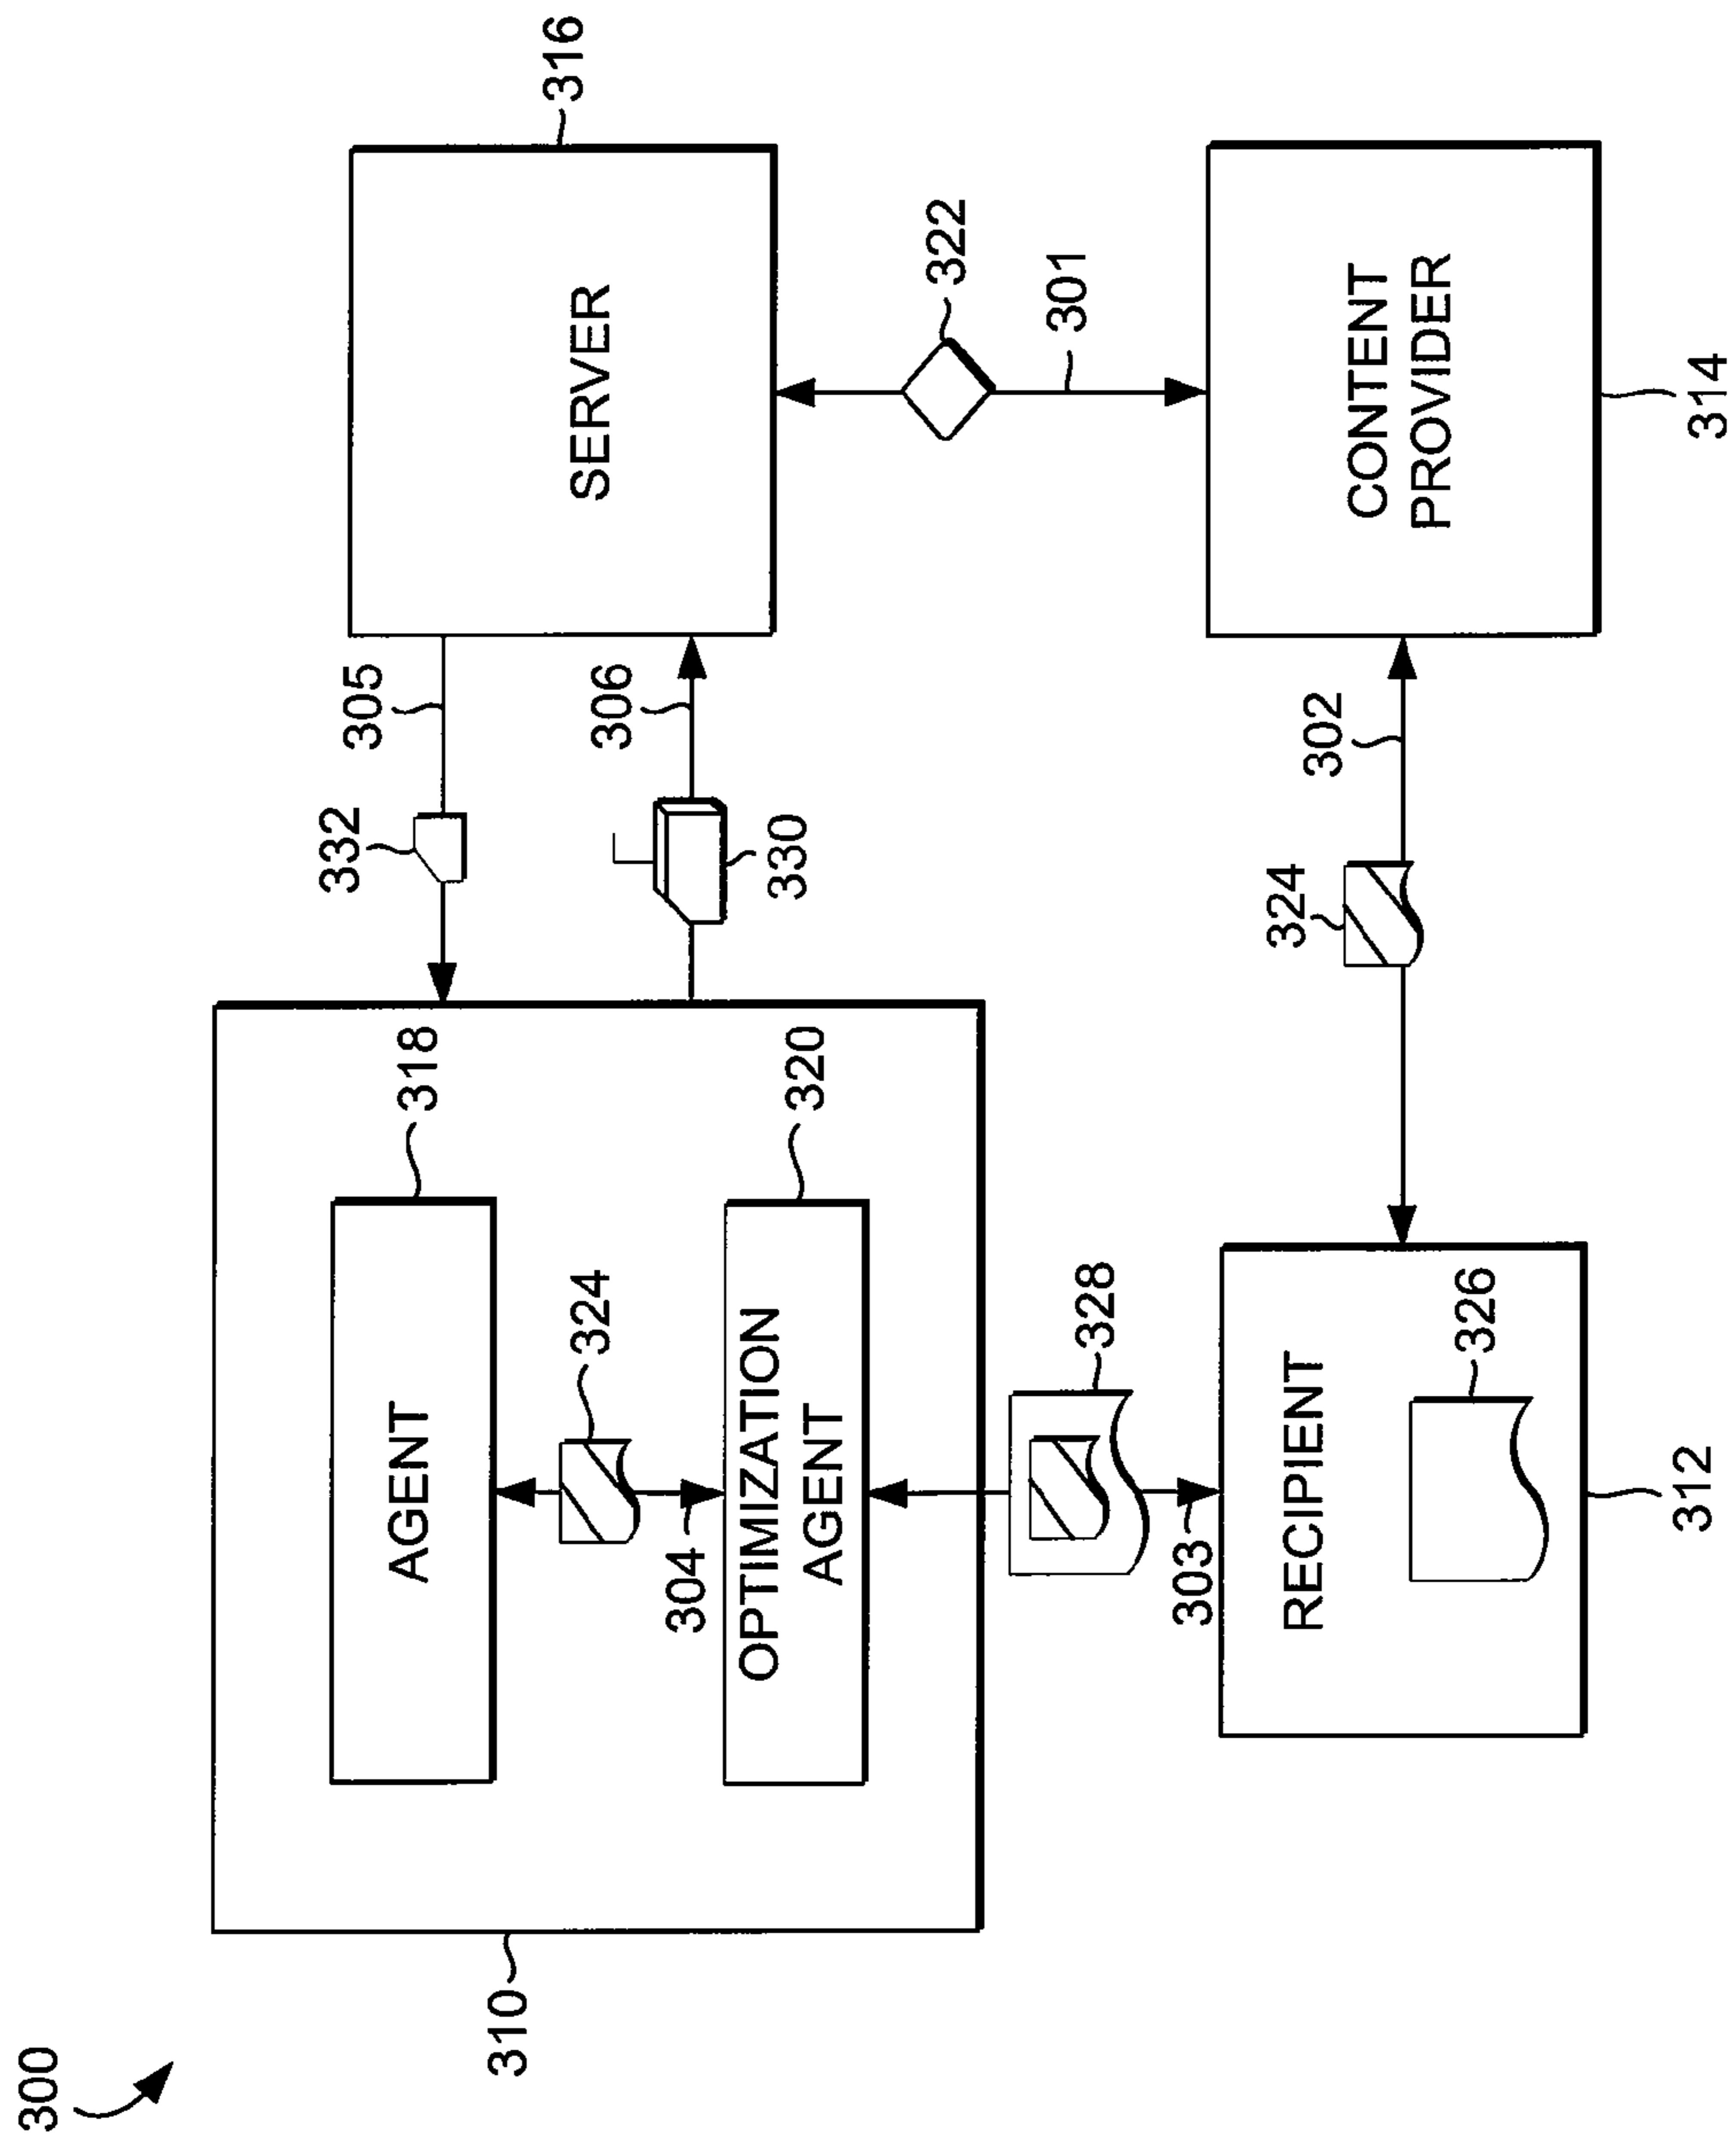 300
310
AGENT
318
324
304
OPTIMIZATION
AGENT
320
332
305
330
306
SERVER
316
322
301
328
303
RECIPIENT
326
312
324
302
CONTENT
PROVIDER
314